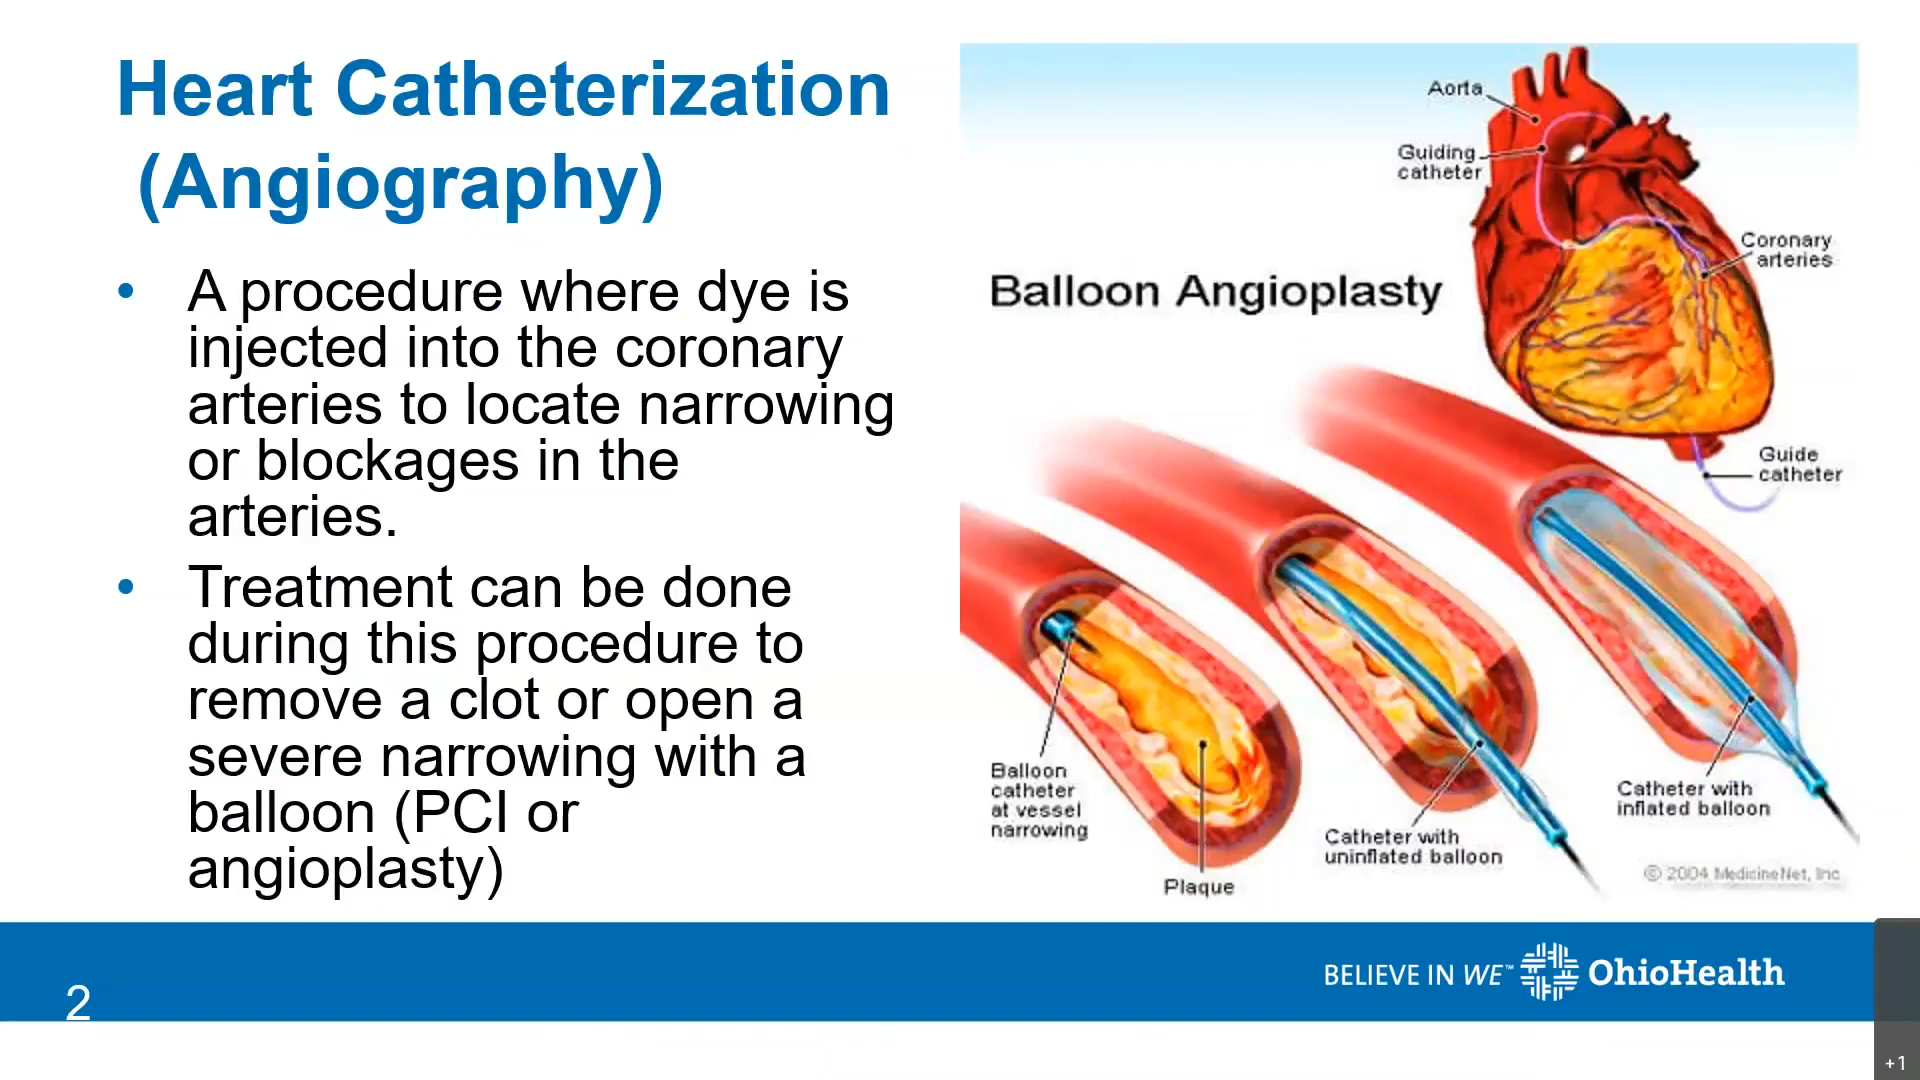 Heart Catheterization
(Angiography)
• A procedure where dye is
injected into the coronary
arteries to locate narrowing
or blockages in the
arteries.
• Treatment can be done
during this procedure to
remove a clot or open a
severe narrowing with a
balloon (PCI or
angioplasty)
Aorta
Guiding
catheter
Coronary
arteries
Balloon Angioplasty
Guide
catheter
Balloon
catheter
at vessel
narrowing
Plaque
Catheter with
uninflated balloon
Catheter with
inflated balloon
© 2004 MedicineNet, Inc.
BELIEVE IN WE™ OhioHealth
2
+1